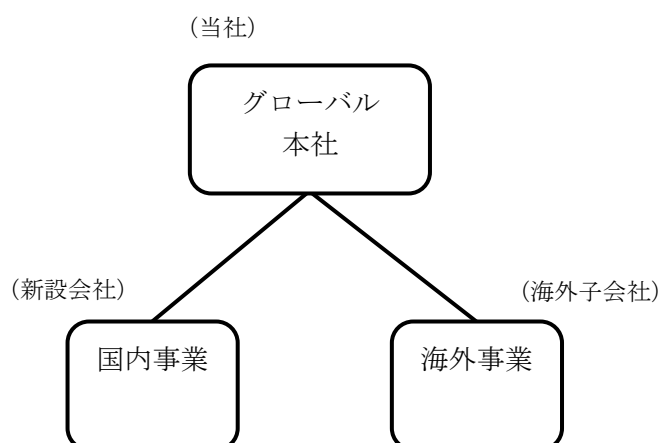 （当社）
グローバル
本社
（新設会社）
（海外子会社）
国内事業
海外事業